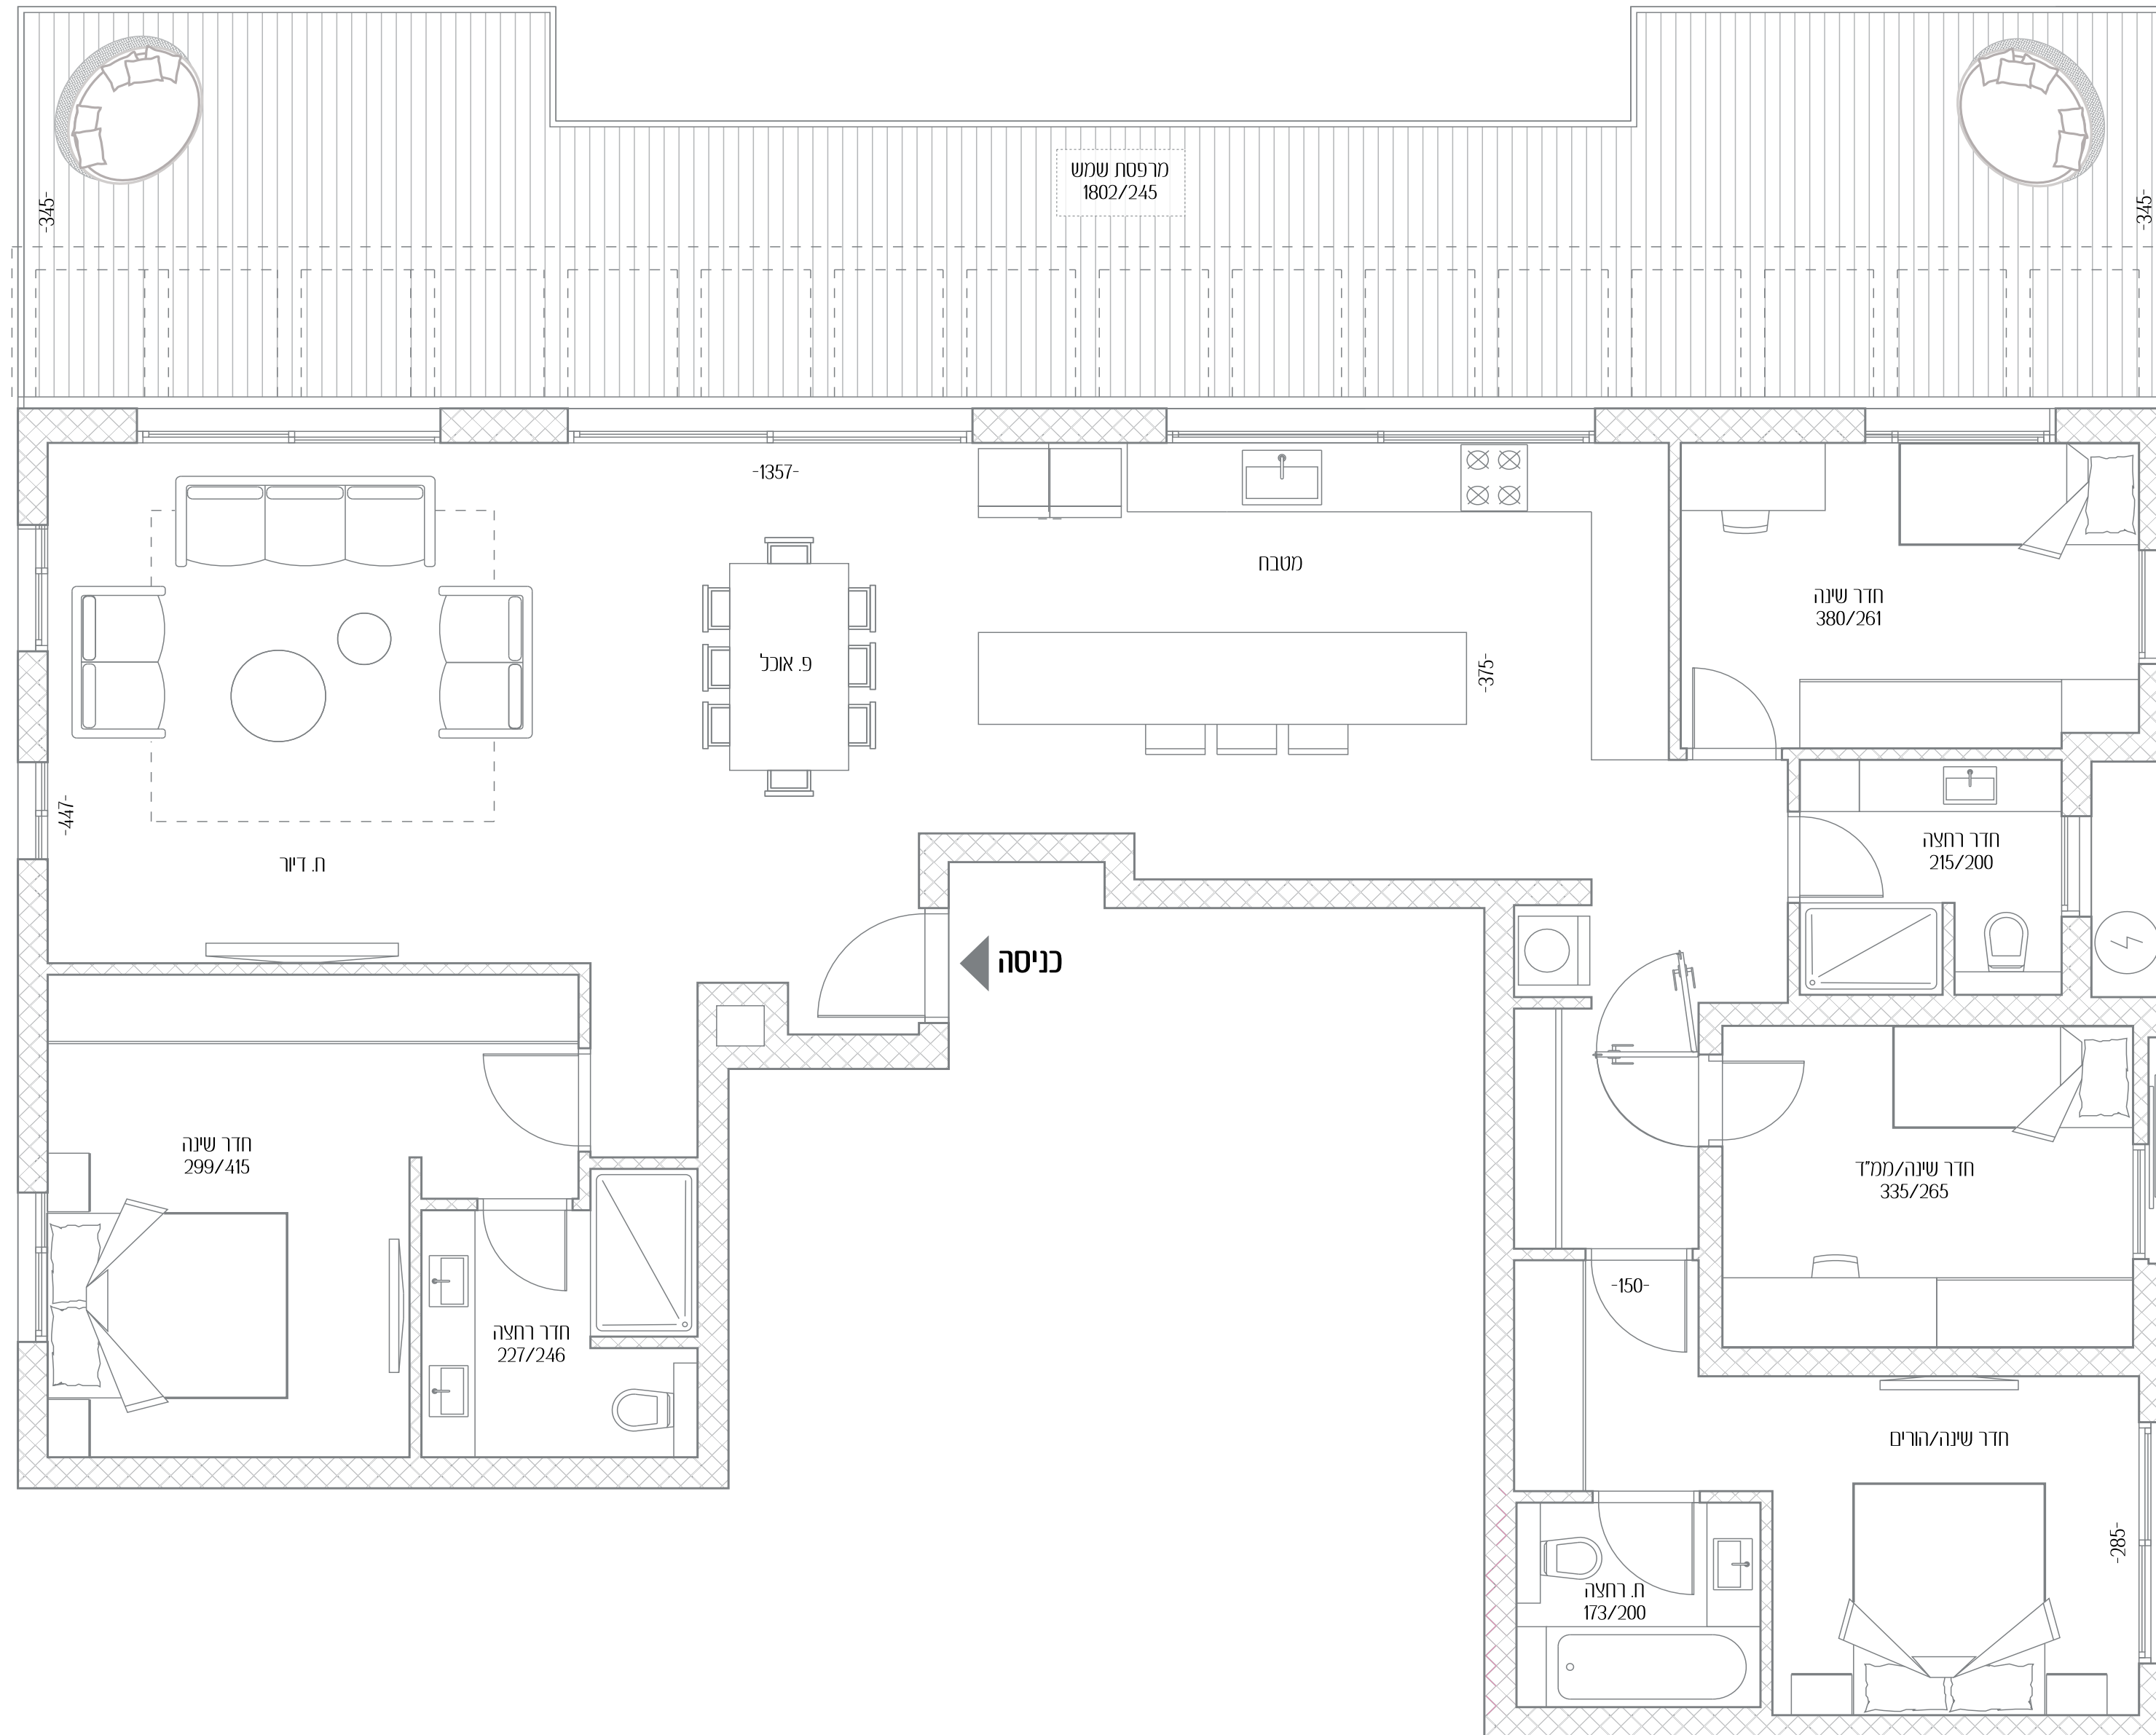 מרפסת שמש
1802/245
-345-
-345-
-1357-
מטבח
חדר שינה
380/261
פ. אוכל
-375-
-447-
ח. דיור
חדר רחצה
215/200
כניסה
חדר שינה
299/415
חדר שינה/ממ"ד
335/265
-150-
חדר רחצה
227/246
חדר שינה/הורים
-285-
ח. רחצה
173/200